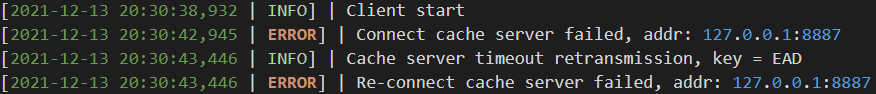 [2021-12-13 20:30:38,932 | INFO] | Client start
[2021-12-13 20:30:42,945 | ERROR] | Connect cache server failed, addr: 127.0.0.1:8887
[2021-12-13 20:30:43,446 | INFO] | Cache server timeout retransmission, key = EAD
[2021-12-13 20:30:43,446 | ERROR] | Re-connect cache server failed, addr: 127.0.0.1:8887